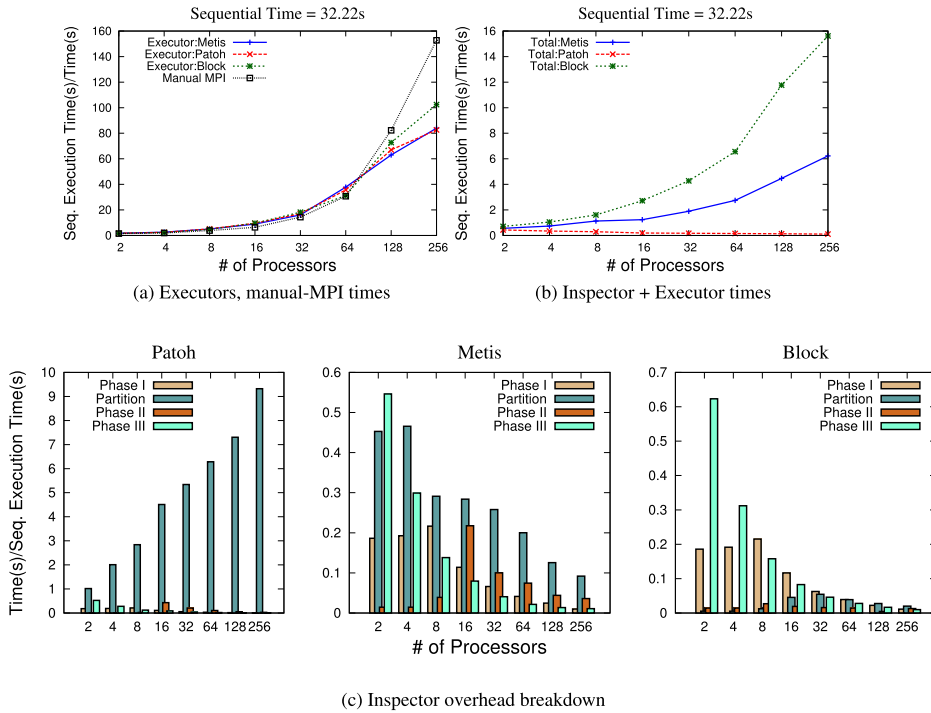 Sequential Time = 32.22s
Seq. Execution Time(s)/Time(s)
160
140
120
100
80
60
40
20
0
Executor:Metis
Executor:Patoh
Executor:Block
Manual MPI
2 4 8 16 32 64 128 256
# of Processors
(a) Executors, manual-MPI times
Sequential Time = 32.22s
Seq. Execution Time(s)/Time(s)
16
14
12
10
8
6
4
2
0
Total:Metis
Total:Patoh
Total:Block
2 4 8 16 32 64 128 256
# of Processors
(b) Inspector + Executor times
Time(s)/Seq. Execution Time(s)
Patoh
10
9
8
7
6
5
4
3
2
1
0
Phase I
Partition
Phase II
Phase III
2 4 8 16 32 64 128 256
Metis
0.6
0.5
0.4
0.3
0.2
0.1
0
Phase I
Partition
Phase II
Phase III
2 4 8 16 32 64 128 256
# of Processors
Block
0.7
0.6
0.5
0.4
0.3
0.2
0.1
0
Phase I
Partition
Phase II
Phase III
2 4 8 16 32 64 128 256
(c) Inspector overhead breakdown